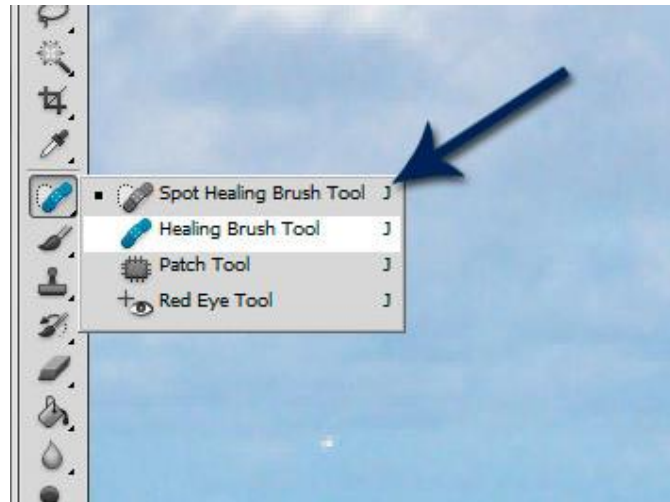 Spot Healing Brush Tool J
Healing Brush Tool J
Patch Tool J
Red Eye Tool J